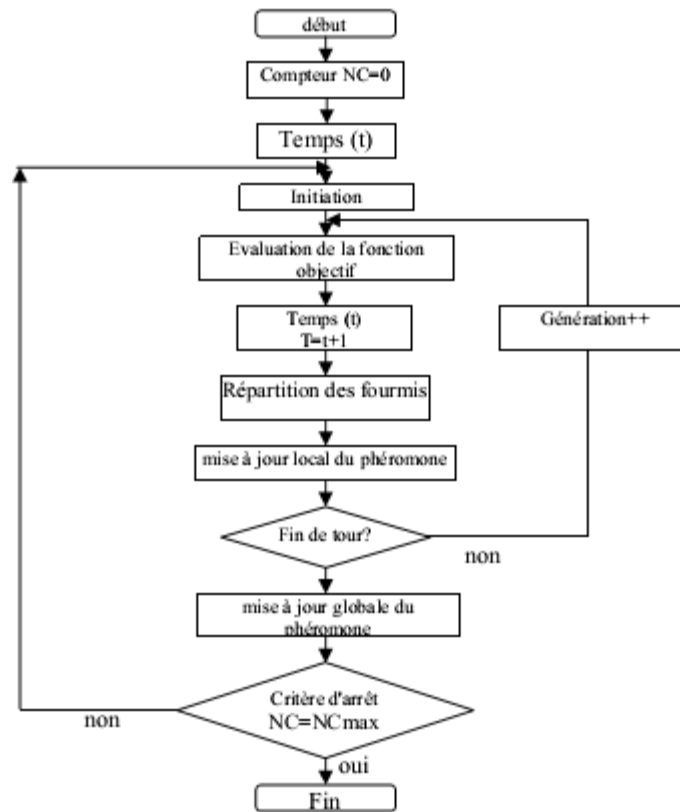 début
Compteur NC=0
Temps (t)
Initiation
Evaluation de la fonction
objectif
Temps (t)
T=t+1
Génération++
Répartition des fourmis
mise à jour local du phéromone
Fin de tour?
non
mise à jour globale du
phéromone
Critère d'arrêt
NC=NCmax
non
oui
Fin